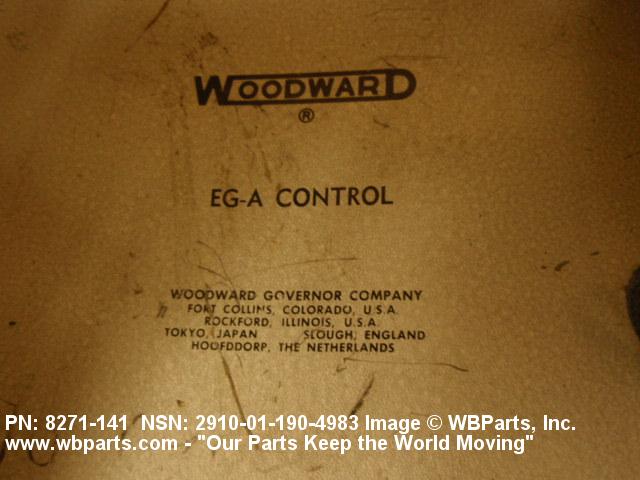 WOODWARD
®
EG-A CONTROL
WOODWARD GOVERNOR COMPANY
FORT COLLINS, COLORADO, U.S.A.
ROCKFORD, ILLINOIS, U.S.A.
TOKYO, JAPAN SLOUGH, ENGLAND
HOOFDDORP, THE NETHERLANDS
PN: 8271-141 NSN: 2910-01-190-4983 Image © WBParts, Inc.
www.wbparts.com - "Our Parts Keep the World Moving"